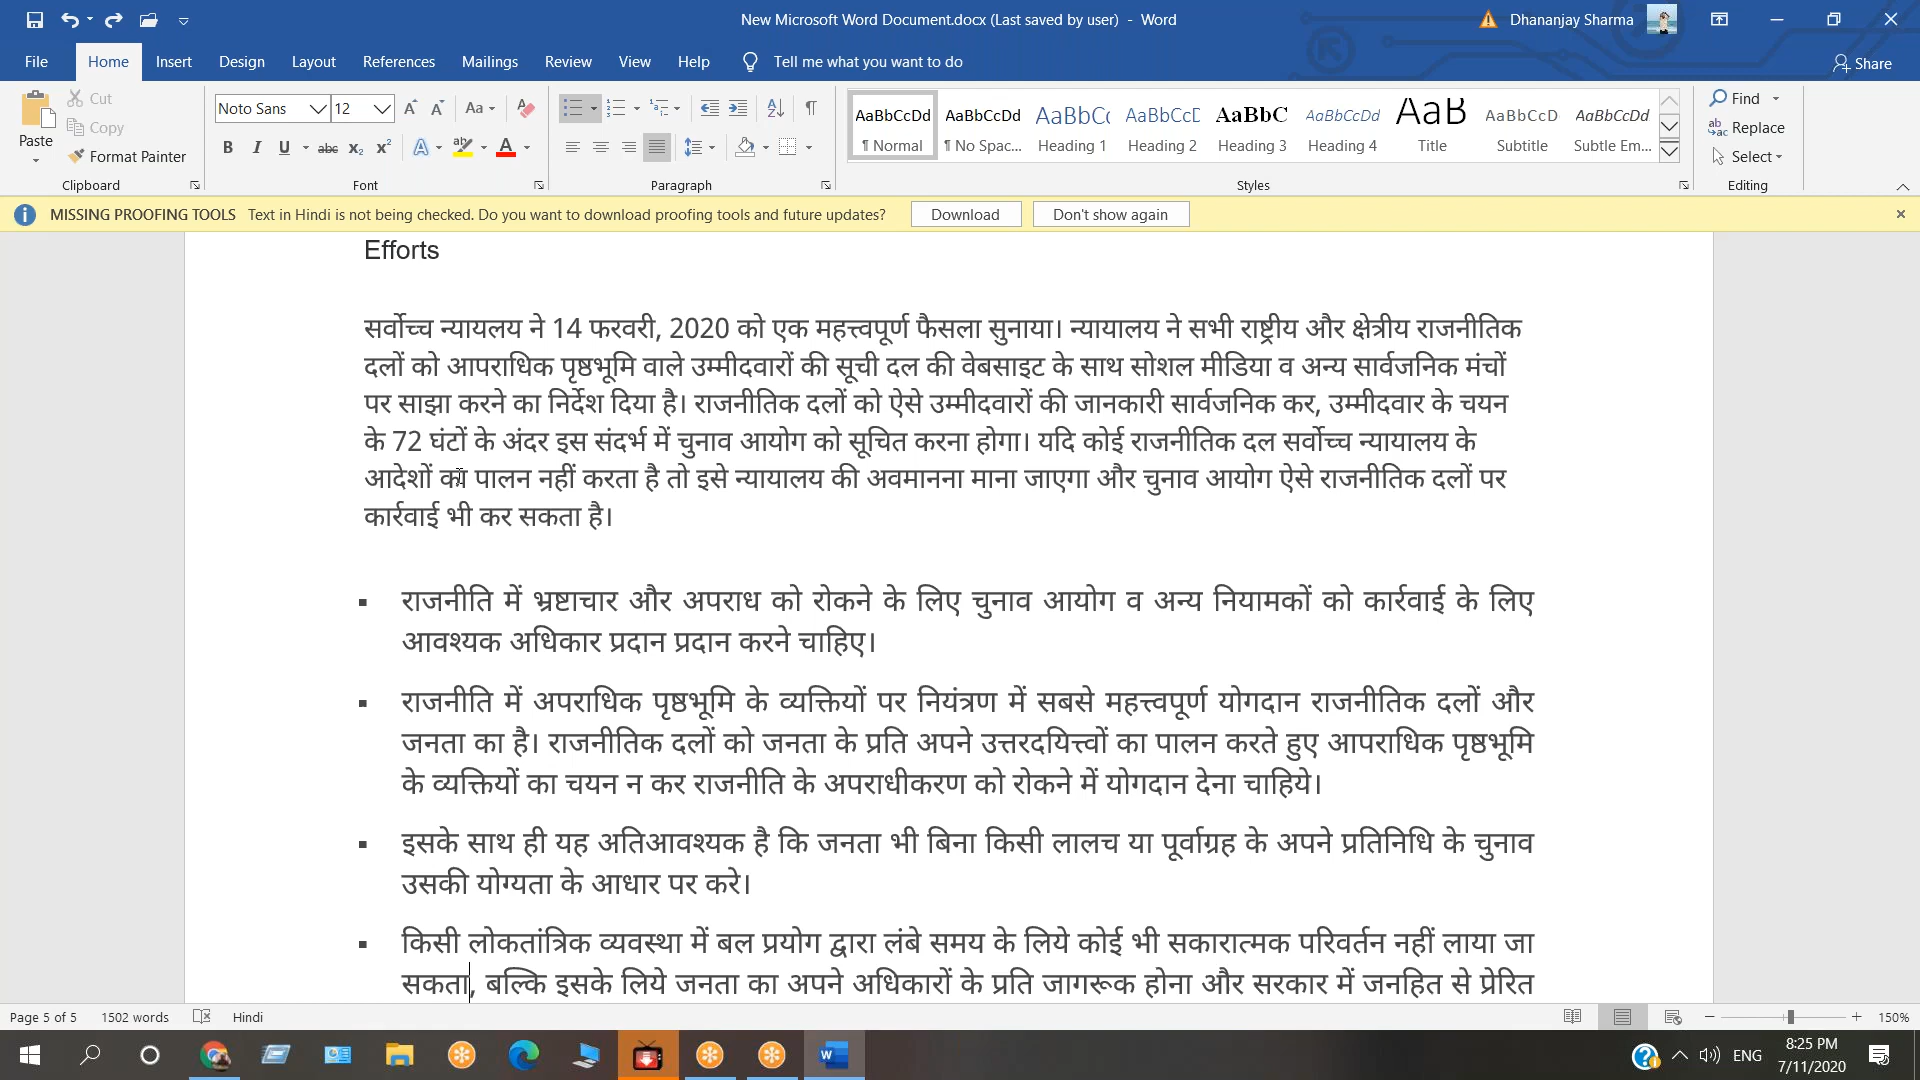 New Microsoft Word Document.docx (Last saved by user) - Word
Dhananjay Sharma
File Home Insert Design Layout References Mailings Review View Help Tell me what you want to do
Share
Paste
Cut
Copy
Format Painter
Clipboard
Noto Sans 12
Font
Paragraph
AaBbCcDd
¶ Normal
AaBbCcDd
¶ No Spac...
AaBbCc
Heading 1
AaBbCcD
Heading 2
AaBbC
Heading 3
AaBbCcDd
Heading 4
AaB
Title
AaBbCcD
Subtitle
AaBbCcDd
Subtle Em...
Styles
Find
Replace
Select
Editing
MISSING PROOFING TOOLS Text in Hindi is not being checked. Do you want to download proofing tools and future updates? Download Don't show again
Efforts
सर्वोच्च न्यायलय ने 14 फरवरी, 2020 को एक महत्त्वपूर्ण फैसला सुनाया। न्यायालय ने सभी राष्ट्रीय और क्षेत्रीय राजनीतिक
दलों को आपराधिक पृष्ठभूमि वाले उम्मीदवारों की सूची दल की वेबसाइट के साथ सोशल मीडिया व अन्य सार्वजनिक मंचों
पर साझा करने का निर्देश दिया है। राजनीतिक दलों को ऐसे उम्मीदवारों की जानकारी सार्वजनिक कर, उम्मीदवार के चयन
के 72 घंटों के अंदर इस संदर्भ में चुनाव आयोग को सूचित करना होगा। यदि कोई राजनीतिक दल सर्वोच्च न्यायालय के
आदेशों का पालन नहीं करता है तो इसे न्यायालय की अवमानना माना जाएगा और चुनाव आयोग ऐसे राजनीतिक दलों पर
कार्रवाई भी कर सकता है।
▪ राजनीति में भ्रष्टाचार और अपराध को रोकने के लिए चुनाव आयोग व अन्य नियामकों को कार्रवाई के लिए
आवश्यक अधिकार प्रदान प्रदान करने चाहिए।
▪ राजनीति में अपराधिक पृष्ठभूमि के व्यक्तियों पर नियंत्रण में सबसे महत्त्वपूर्ण योगदान राजनीतिक दलों और
जनता का है। राजनीतिक दलों को जनता के प्रति अपने उत्तरदयित्त्वों का पालन करते हुए आपराधिक पृष्ठभूमि
के व्यक्तियों का चयन न कर राजनीति के अपराधीकरण को रोकने में योगदान देना चाहिये।
▪ इसके साथ ही यह अतिआवश्यक है कि जनता भी बिना किसी लालच या पूर्वाग्रह के अपने प्रतिनिधि के चुनाव
उसकी योग्यता के आधार पर करे।
▪ किसी लोकतांत्रिक व्यवस्था में बल प्रयोग द्वारा लंबे समय के लिये कोई भी सकारात्मक परिवर्तन नहीं लाया जा
सकता, बल्कि इसके लिये जनता का अपने अधिकारों के प्रति जागरूक होना और सरकार में जनहित से प्रेरित
Page 5 of 5 1502 words Hindi 150%
ENG
8:25 PM
7/11/2020